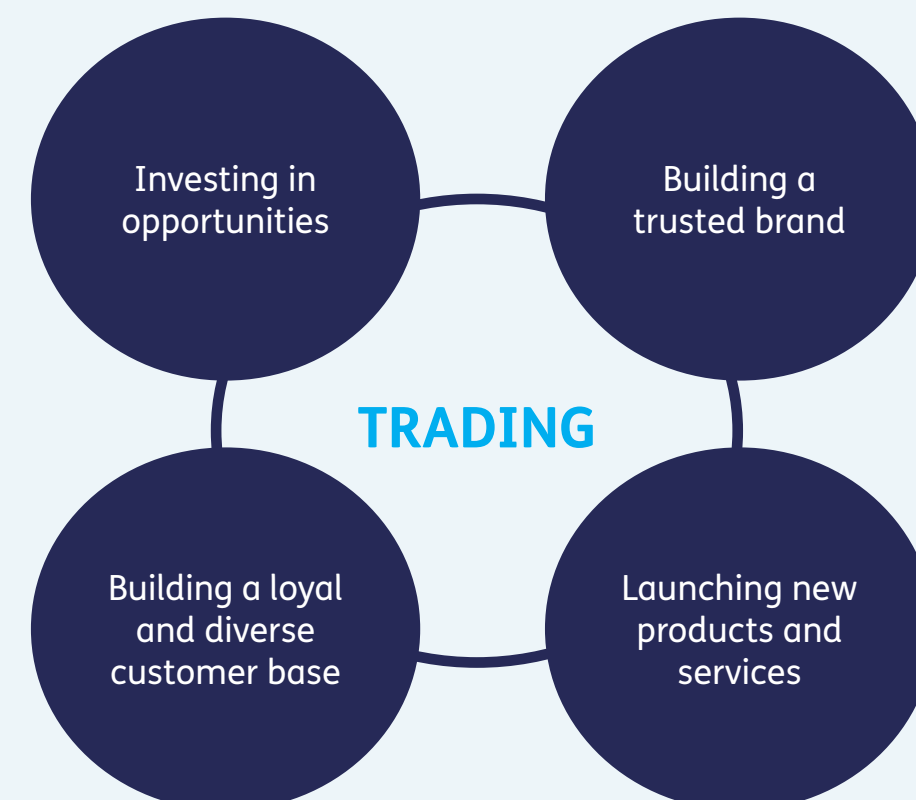 Investing in
opportunities
Building a
trusted brand
TRADING
Building a loyal
and diverse
customer base
Launching new
products and
services